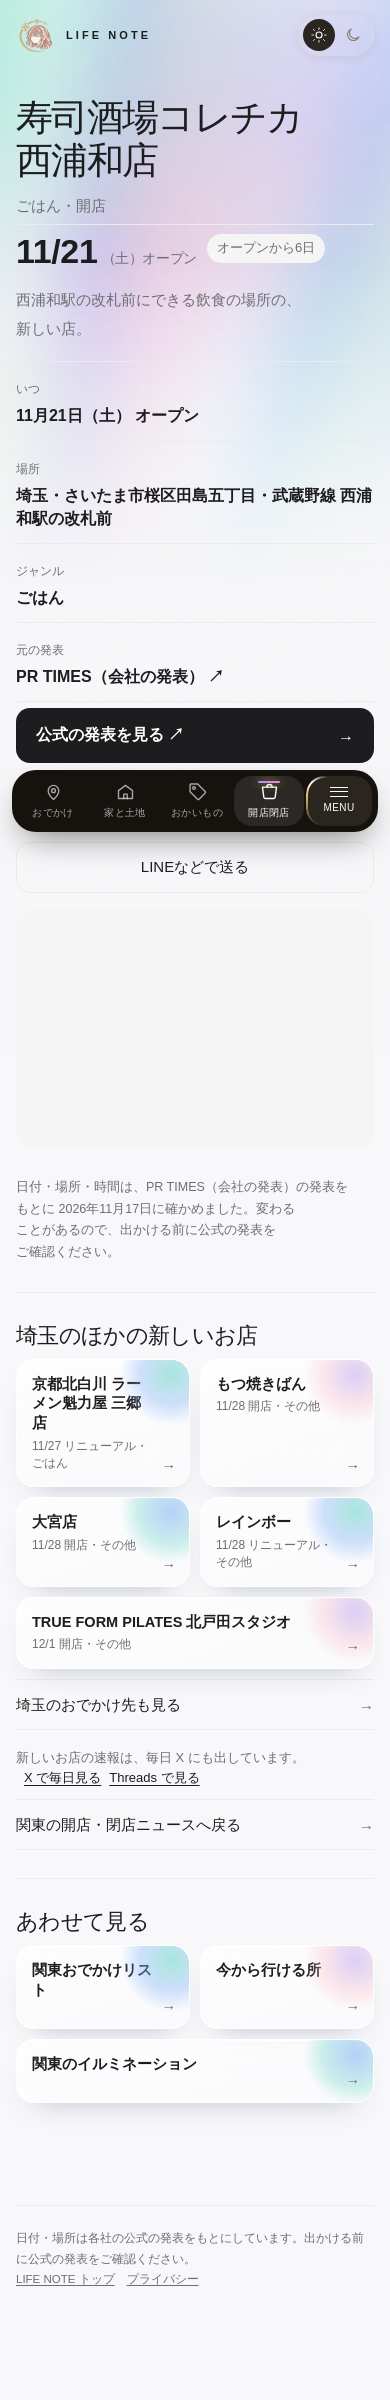 LIFE NOTE
寿司酒場コレチカ
西浦和店
ごはん・開店
11/21 （土）オープン オープンから6日
西浦和駅の改札前にできる飲食の場所の、
新しい店。
いつ
11月21日（土） オープン
場所
埼玉・さいたま市桜区田島五丁目・武蔵野線 西浦
和駅の改札前
ジャンル
ごはん
元の発表
PR TIMES（会社の発表） ↗
公式の発表を見る ↗ →
おでかけ 家と土地 おかいもの 開店閉店 MENU
LINEなどで送る
日付・場所・時間は、PR TIMES（会社の発表）の発表を
もとに 2026年11月17日に確かめました。変わる
ことがあるので、出かける前に公式の発表を
ご確認ください。
埼玉のほかの新しいお店
京都北白川 ラー
メン魁力屋 三郷
店
11/27 リニューアル・
ごはん
→
もつ焼きばん
11/28 開店・その他
→
大宮店
11/28 開店・その他
→
レインボー
11/28 リニューアル・
その他
→
TRUE FORM PILATES 北戸田スタジオ
12/1 開店・その他
→
埼玉のおでかけ先も見る →
新しいお店の速報は、毎日 X にも出しています。
X で毎日見る Threads で見る
関東の開店・閉店ニュースへ戻る →
あわせて見る
関東おでかけリス
ト
→
今から行ける所
→
関東のイルミネーション
→
日付・場所は各社の公式の発表をもとにしています。出かける前
に公式の発表をご確認ください。
LIFE NOTE トップ プライバシー